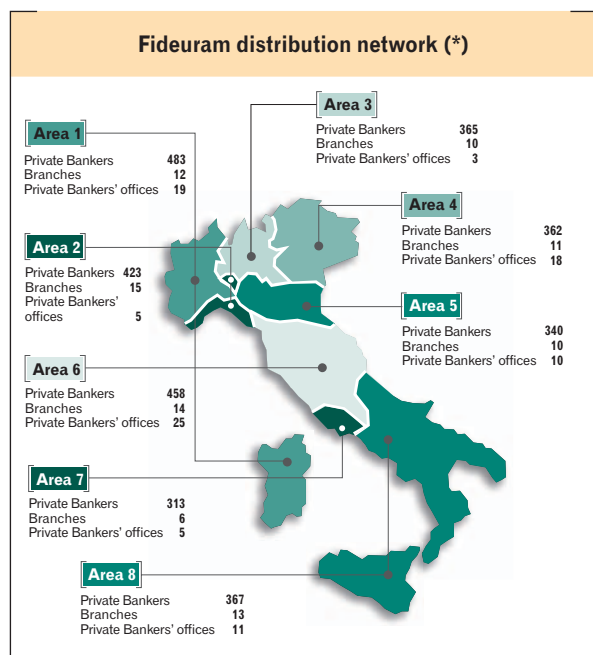 Fideuram distribution network (*)
Area 3
Private Bankers 365
Branches 10
Private Bankers' offices 3
Area 1
Private Bankers 483
Branches 12
Private Bankers' offices 19
Area 4
Private Bankers 362
Branches 11
Private Bankers' offices 18
Area 2
Private Bankers 423
Branches 15
Private Bankers'
offices 5
Area 5
Private Bankers 340
Branches 10
Private Bankers' offices 10
Area 6
Private Bankers 458
Branches 14
Private Bankers' offices 25
Area 7
Private Bankers 313
Branches 6
Private Bankers' offices 5
Area 8
Private Bankers 367
Branches 13
Private Bankers' offices 11